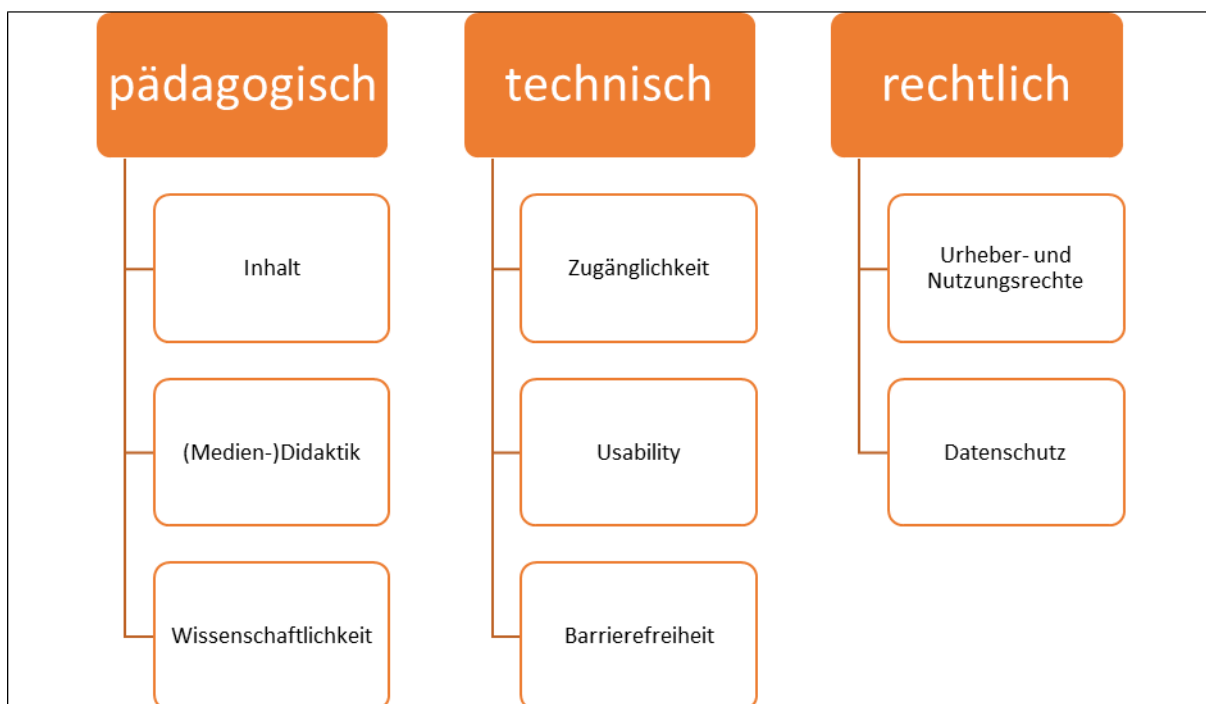 pädagogisch
Inhalt
(Medien-)Didaktik
Wissenschaftlichkeit
technisch
Zugänglichkeit
Usability
Barrierefreiheit
rechtlich
Urheber- und
Nutzungsrechte
Datenschutz